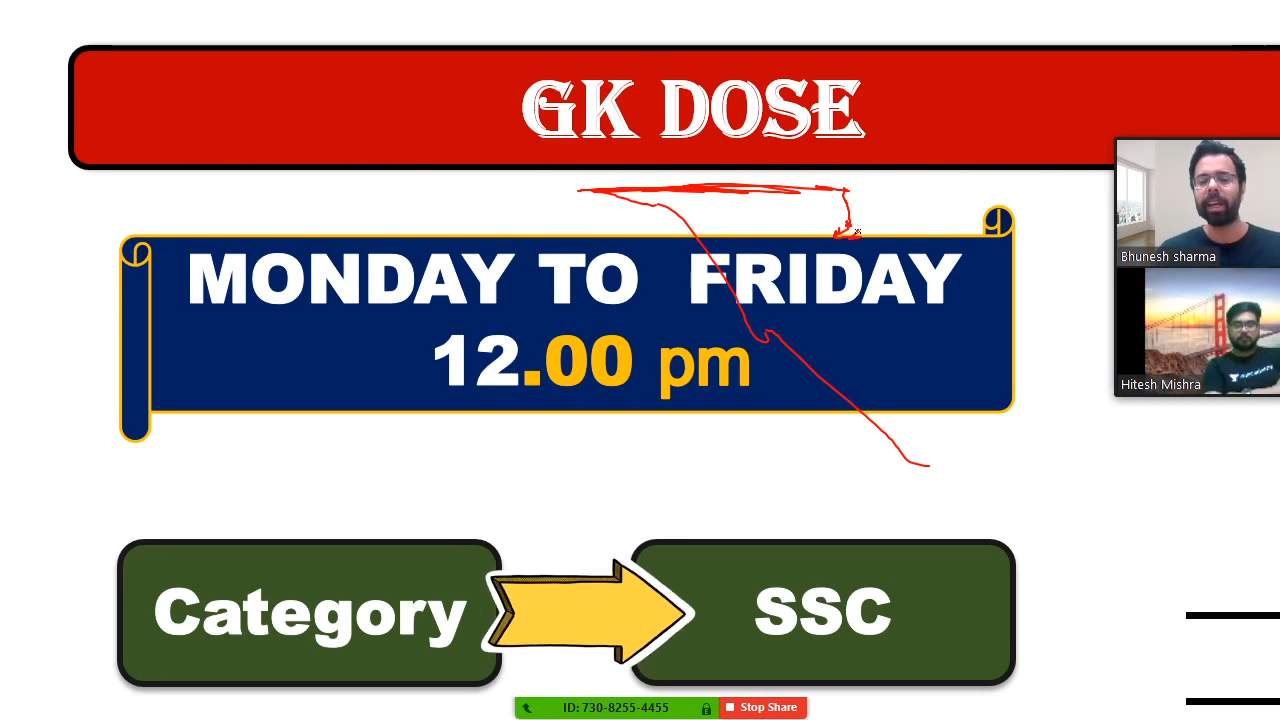 GK DOSE
MONDAY TO FRIDAY
12.00 pm
Bhunesh sharma
Hitesh Mishra
Category
SSC
ID: 730-8255-4455
Stop Share